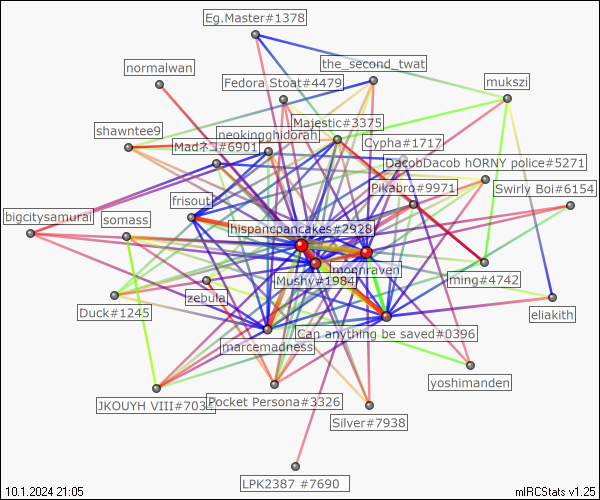 Eg.Master#1378
the_second_twat
normalwan
Fedora Stoat#4479
mukszi
Majestic#3375
shawntee9
neokingghidorah
Cypha#1717
Madネコ#6901
DacobDacob hORNY police#5271
Pikabro#9971
Swirly Boi#6154
frisout
bigcitysamurai
somass
hispancpancakes#2928
moonraven
Mushy#1984
ming#4742
zebula
Duck#1245
eliakith
Can anything be saved#0396
marcemadness
yoshimanden
JKOUYH VIII#703
Pocket Persona#3326
Silver#7938
LPK2387 #7690
10.1.2024 21:05
mIRCStats v1.25